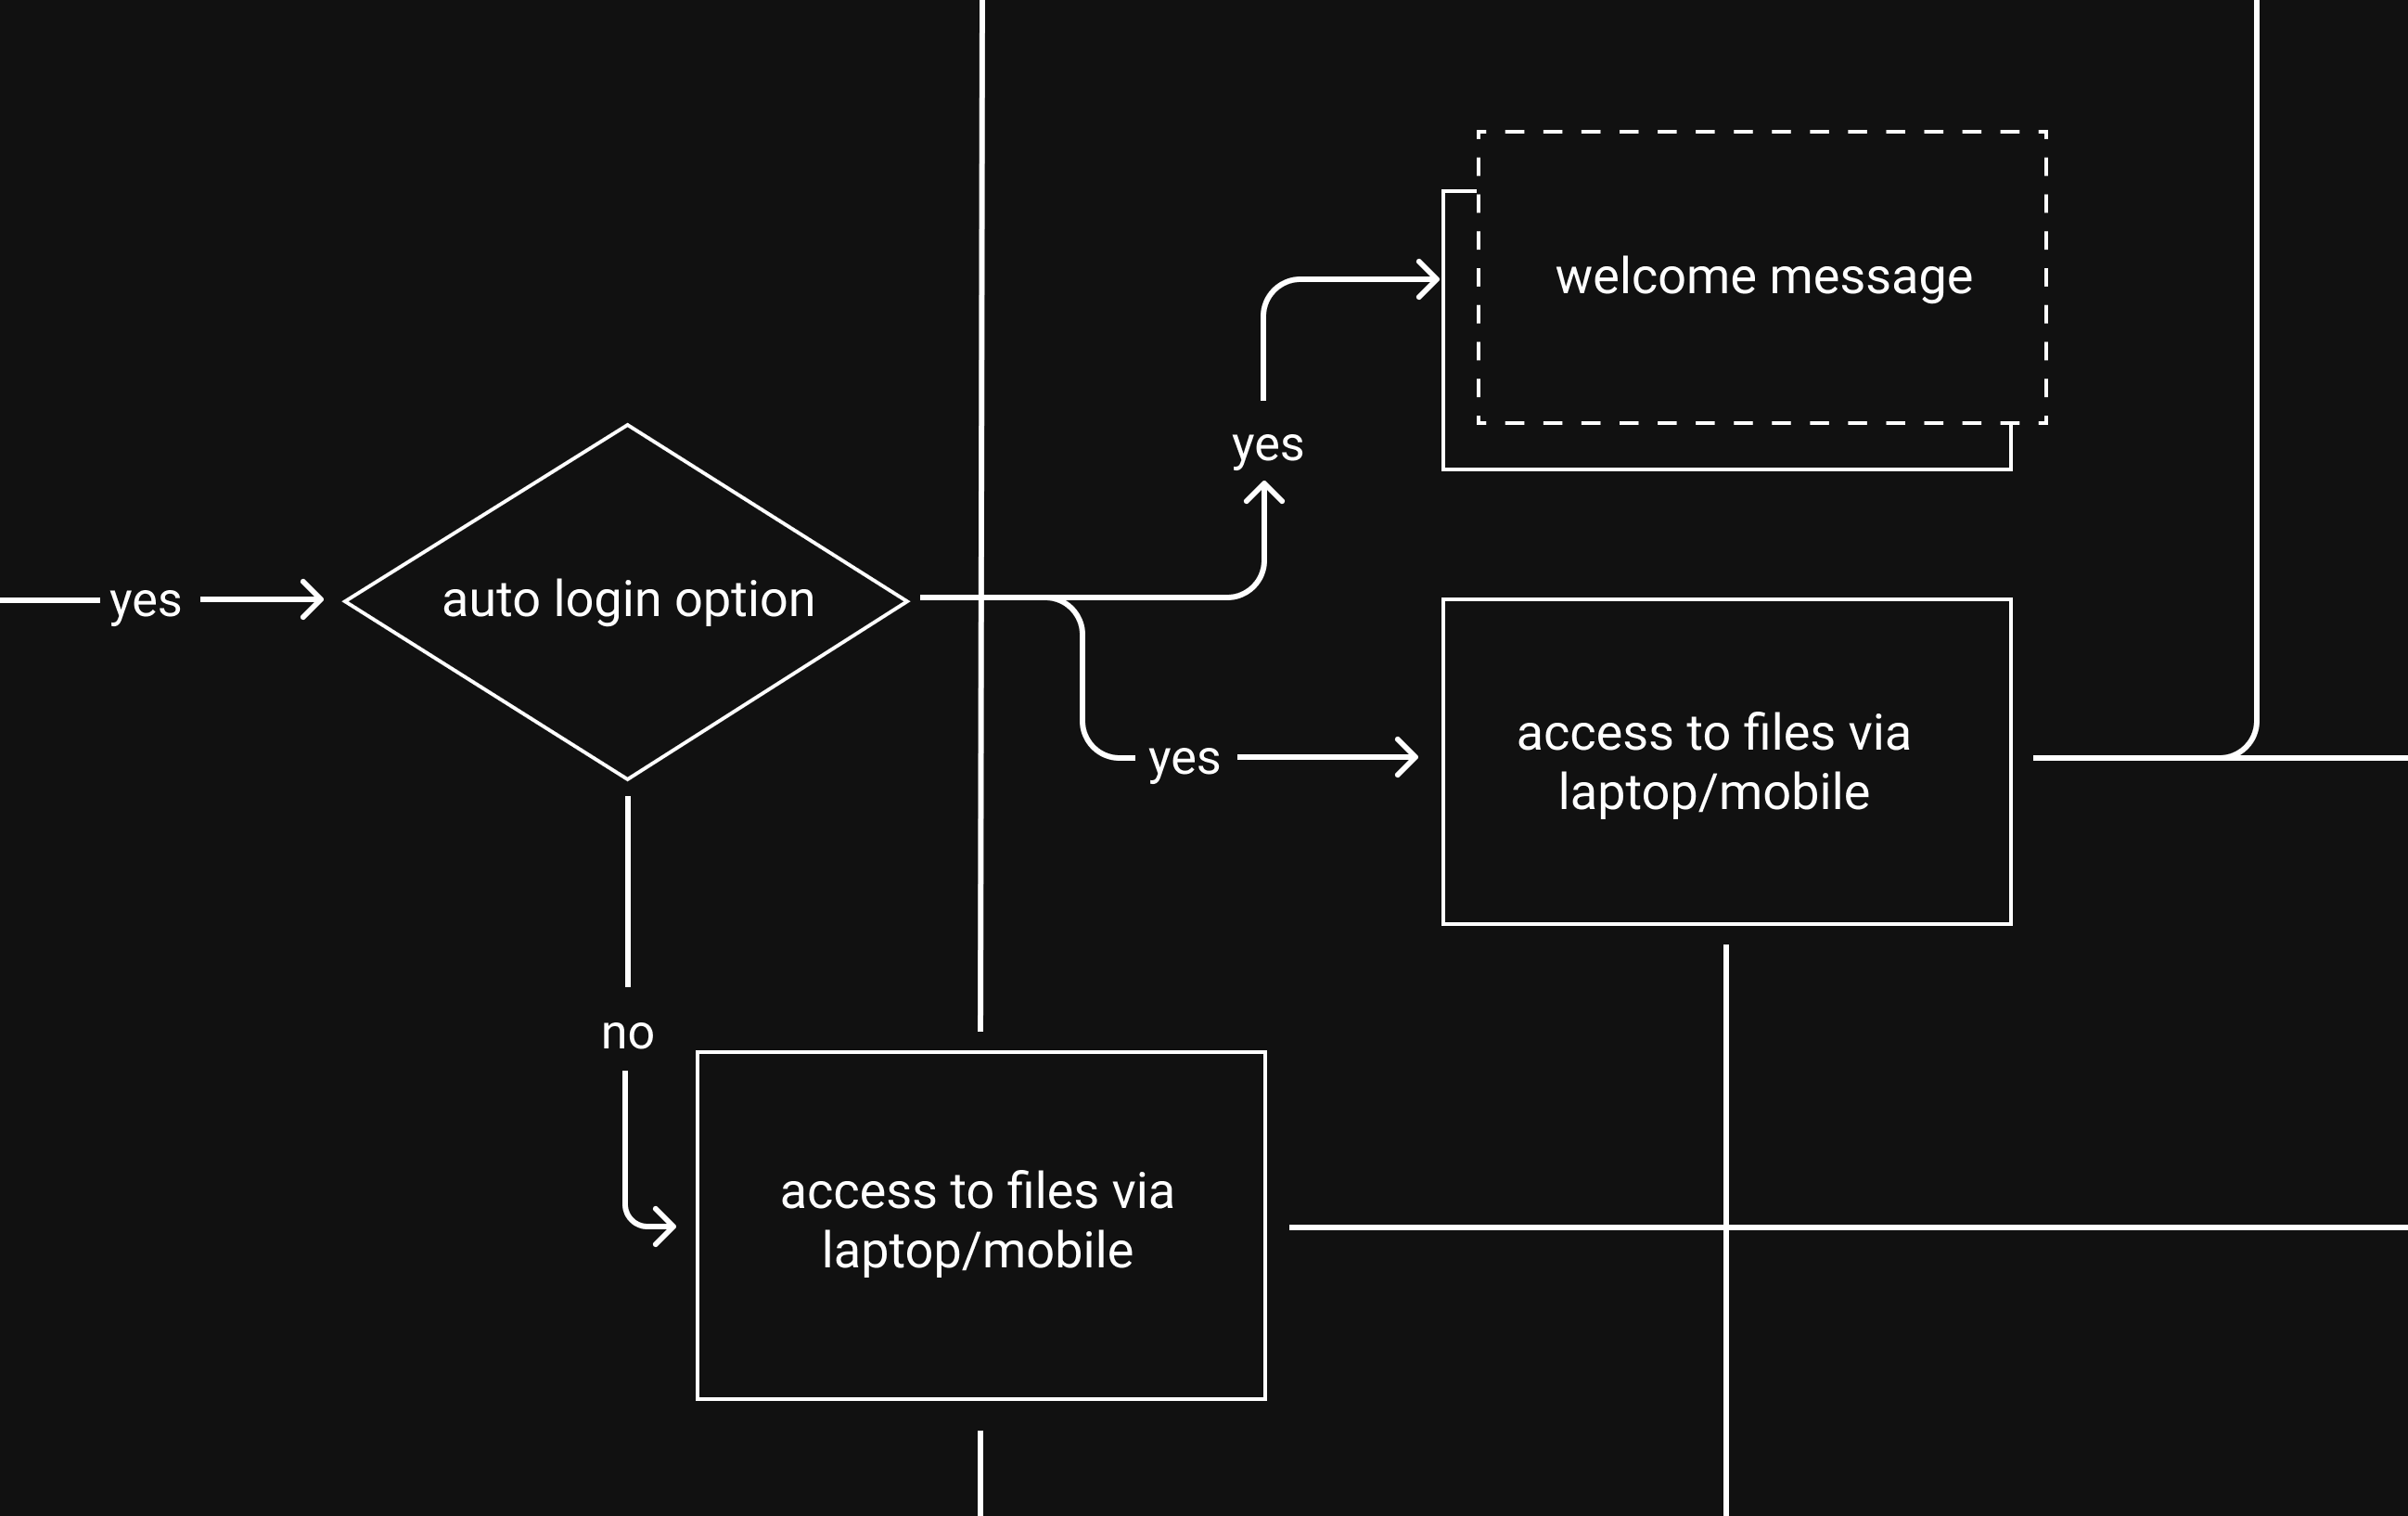 welcome message
yes
yes
auto login option
yes
access to files via
laptop/mobile
no
access to files via
laptop/mobile